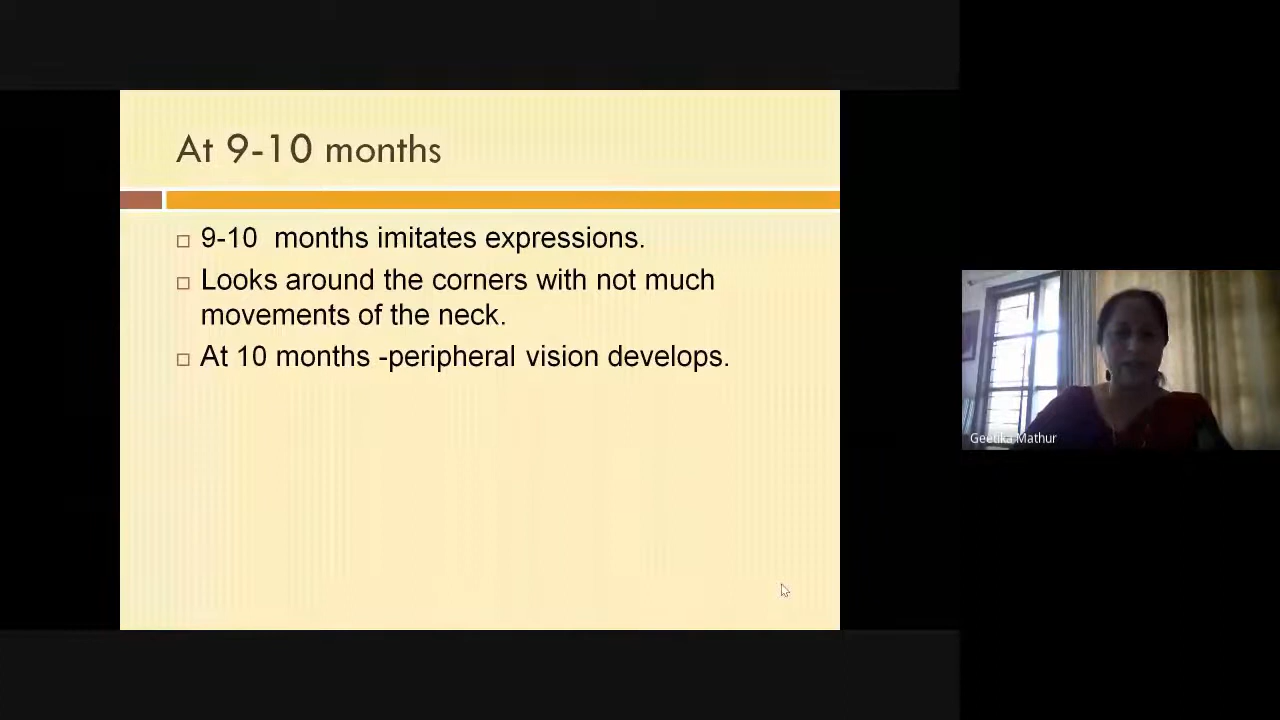 At 9-10 months
9-10  months imitates expressions.
Looks around the corners with not much
movements of the neck.
At 10 months -peripheral vision develops.
Geetika Mathur